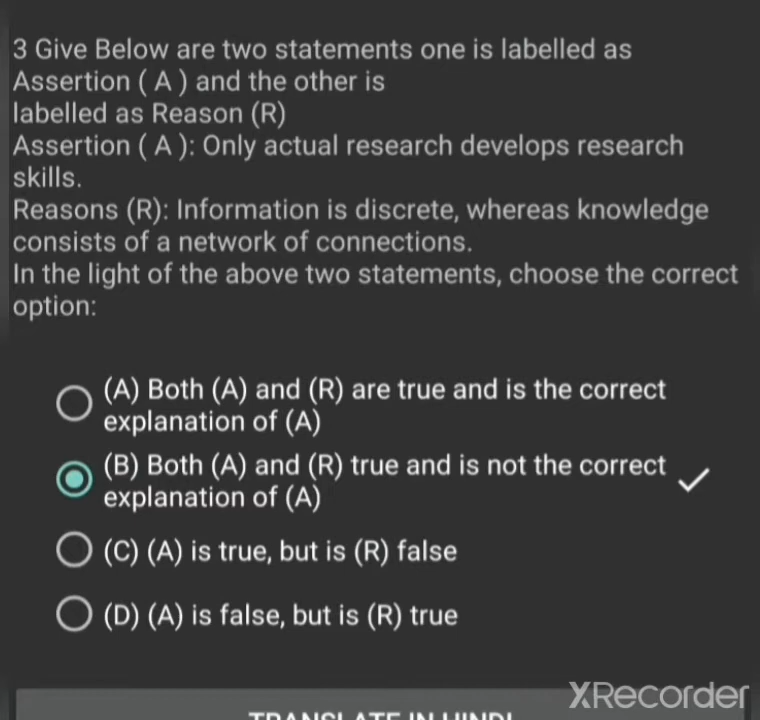 3 Give Below are two statements one is labelled as
Assertion ( A ) and the other is
labelled as Reason (R)
Assertion ( A ): Only actual research develops research
skills.
Reasons (R): Information is discrete, whereas knowledge
consists of a network of connections.
In the light of the above two statements, choose the correct
option:
(A) Both (A) and (R) are true and is the correct
explanation of (A)
(B) Both (A) and (R) true and is not the correct
explanation of (A)
(C) (A) is true, but is (R) false
(D) (A) is false, but is (R) true
XRecorder
TRANSLATE IN HINDI